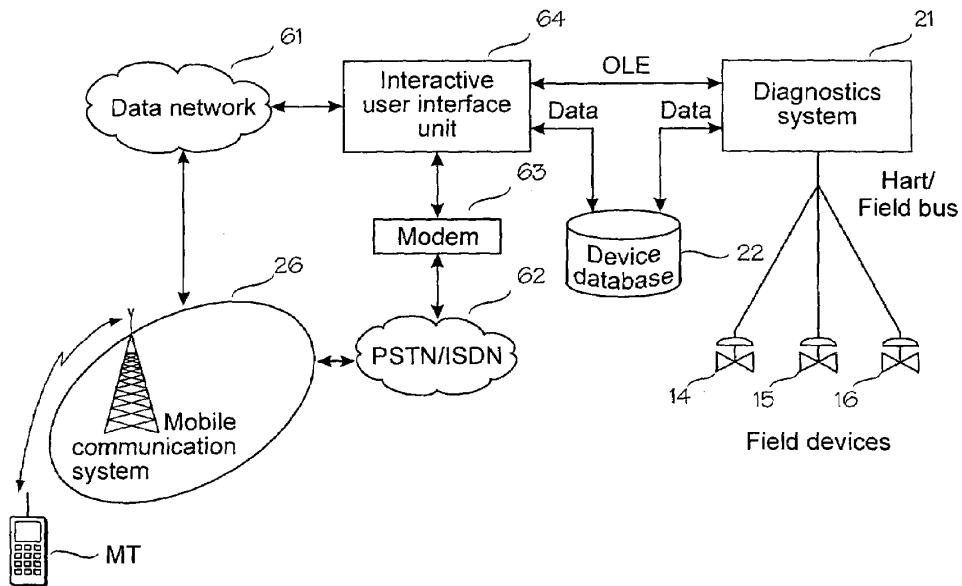 61
64
21
Data network
Interactive
user interface
unit
OLE
Data
Data
Diagnostics
system
63
Modem
Hart/
Field bus
Device
database
22
26
62
PSTN/ISDN
Mobile
communication
system
14
15
16
Field devices
MT